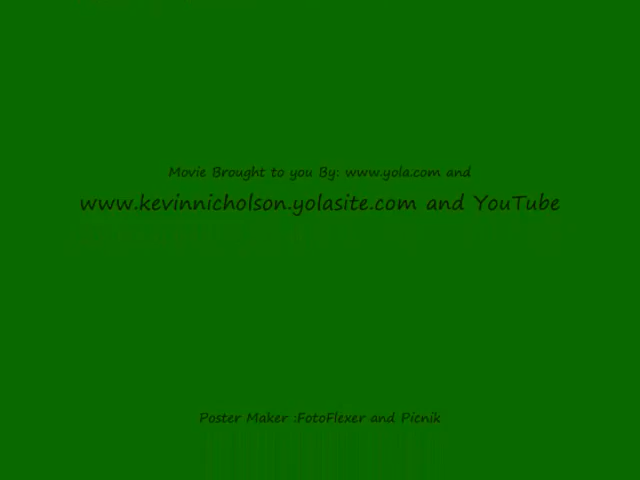 Movie Brought to you By: www.yola.com and
www.kevinnicholson.yolasite.com and YouTube
Poster Maker :FotoFlexer and Picnik